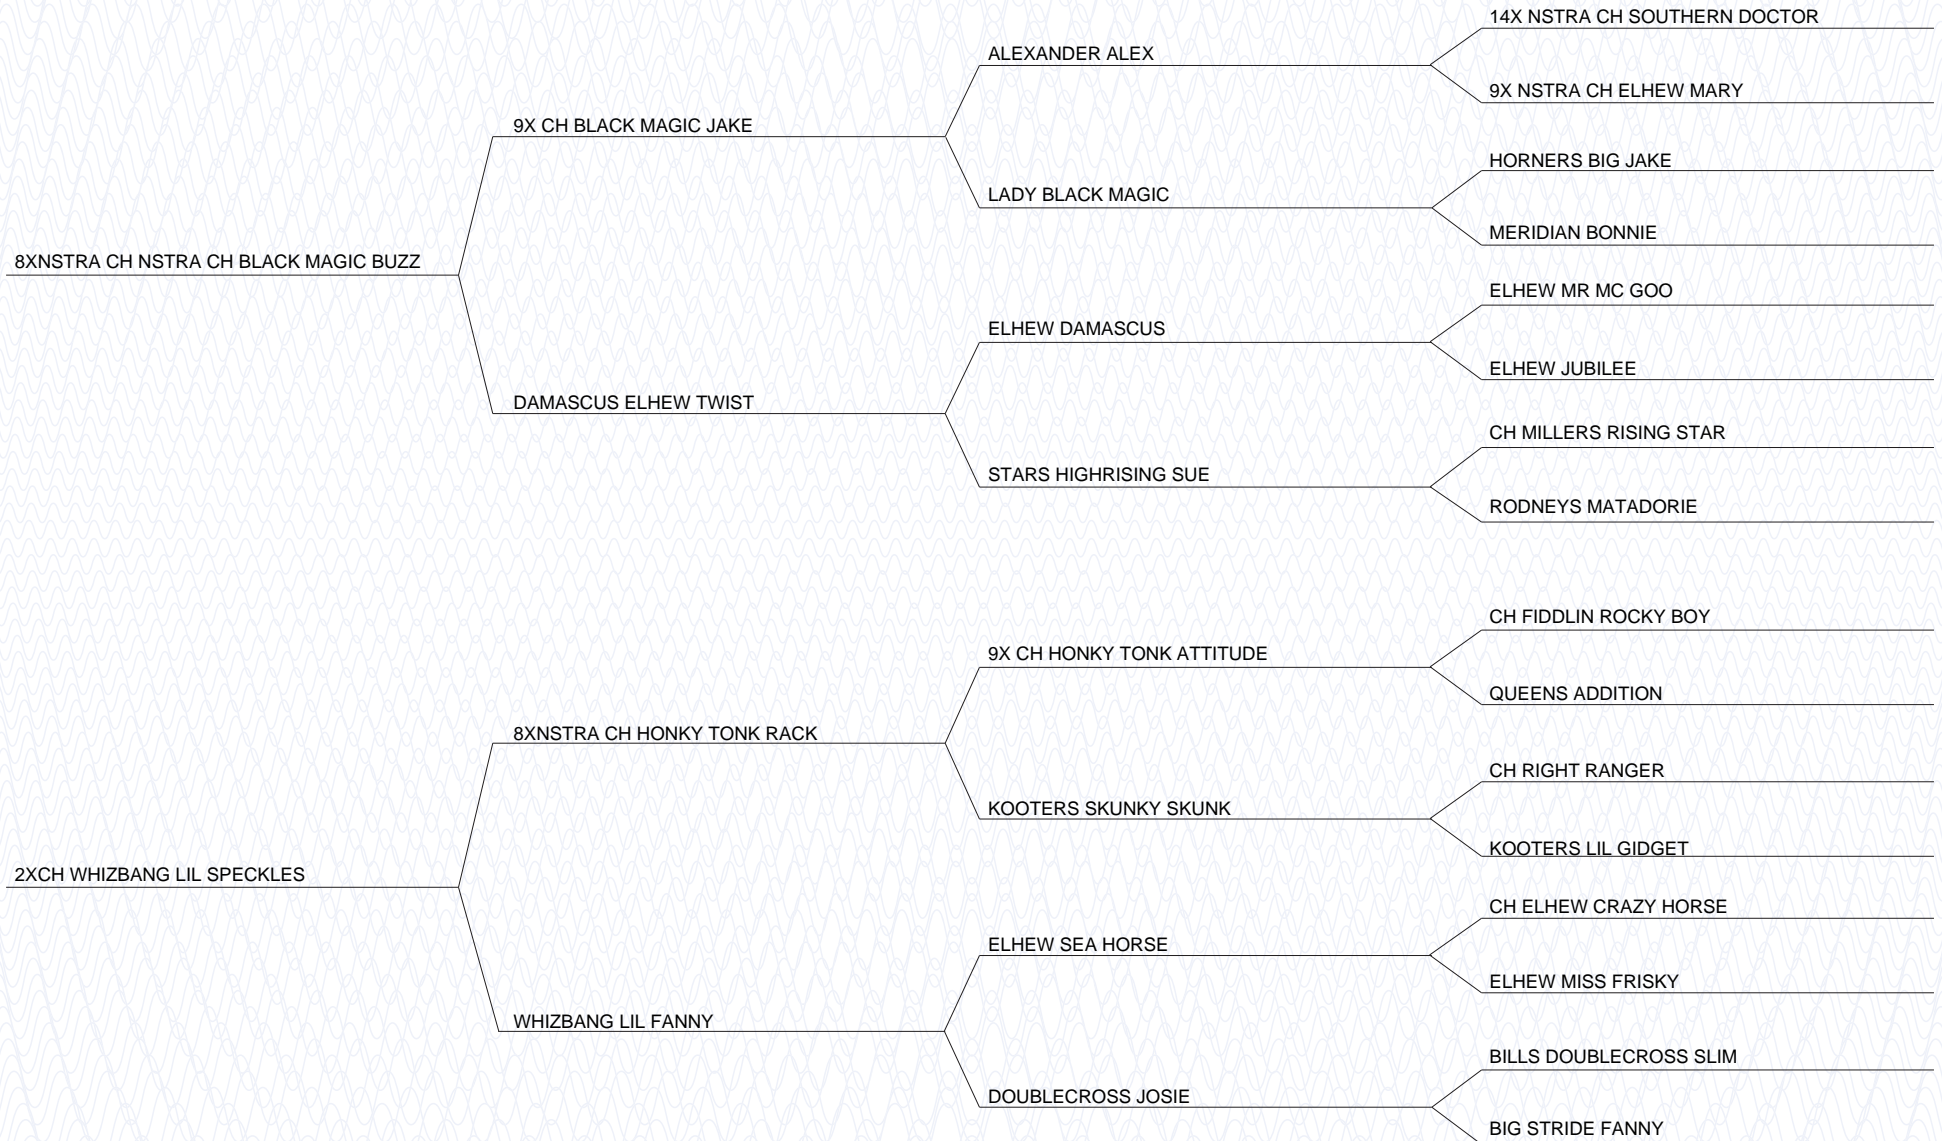 14X NSTRA CH SOUTHERN DOCTOR
ALEXANDER ALEX
9X NSTRA CH ELHEW MARY
9X CH BLACK MAGIC JAKE
HORNERS BIG JAKE
LADY BLACK MAGIC
MERIDIAN BONNIE
8XNSTRA CH NSTRA CH BLACK MAGIC BUZZ
ELHEW MR MC GOO
ELHEW DAMASCUS
ELHEW JUBILEE
DAMASCUS ELHEW TWIST
CH MILLERS RISING STAR
STARS HIGHRISING SUE
RODNEYS MATADORIE
CH FIDDLIN ROCKY BOY
9X CH HONKY TONK ATTITUDE
QUEENS ADDITION
8XNSTRA CH HONKY TONK RACK
CH RIGHT RANGER
KOOTERS SKUNKY SKUNK
KOOTERS LIL GIDGET
2XCH WHIZBANG LIL SPECKLES
CH ELHEW CRAZY HORSE
ELHEW SEA HORSE
ELHEW MISS FRISKY
WHIZBANG LIL FANNY
BILLS DOUBLECROSS SLIM
DOUBLECROSS JOSIE
BIG STRIDE FANNY